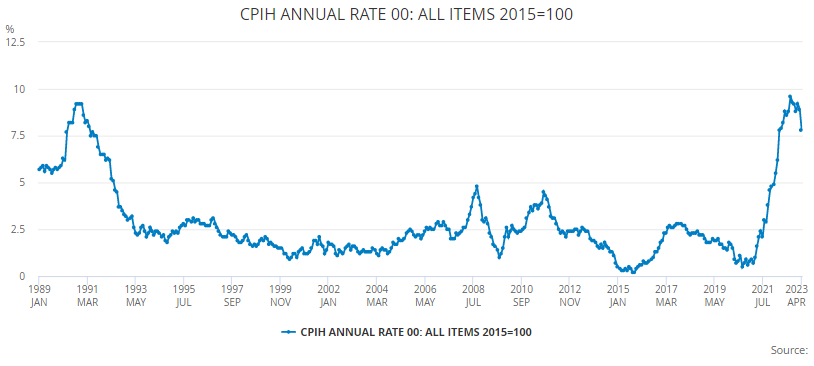 CPIH ANNUAL RATE 00: ALL ITEMS 2015=100
%
12.5
10
7.5
5
2.5
0
1989 1991 1993 1995 1997 1999 2002 2004 2006 2008 2010 2012 2015 2017 2019 2021 2023
JAN MAR MAY JUL SEP NOV JAN MAR MAY JUL SEP NOV JAN MAR MAY JUL APR
CPIH ANNUAL RATE 00: ALL ITEMS 2015=100
Source: